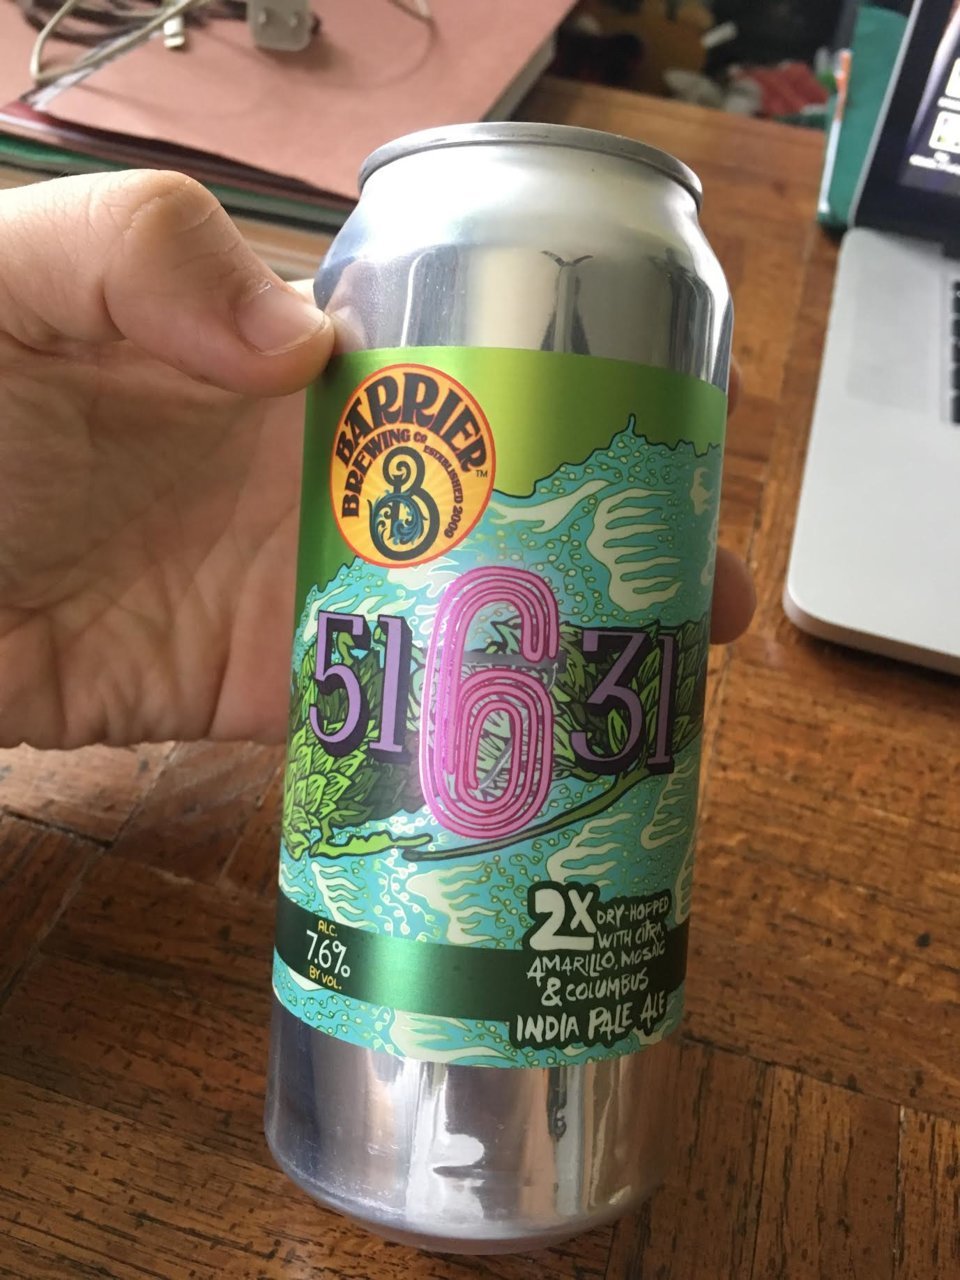 BARRIER
BREWING CO
ESTABLISHED 2009
TM
51631
2X DRY-HOPPED
WITH CITRA,
AMARILLO, MOSAIC
& COLUMBUS
INDIA PALE ALE
ALC.
7.6%
BY VOL.